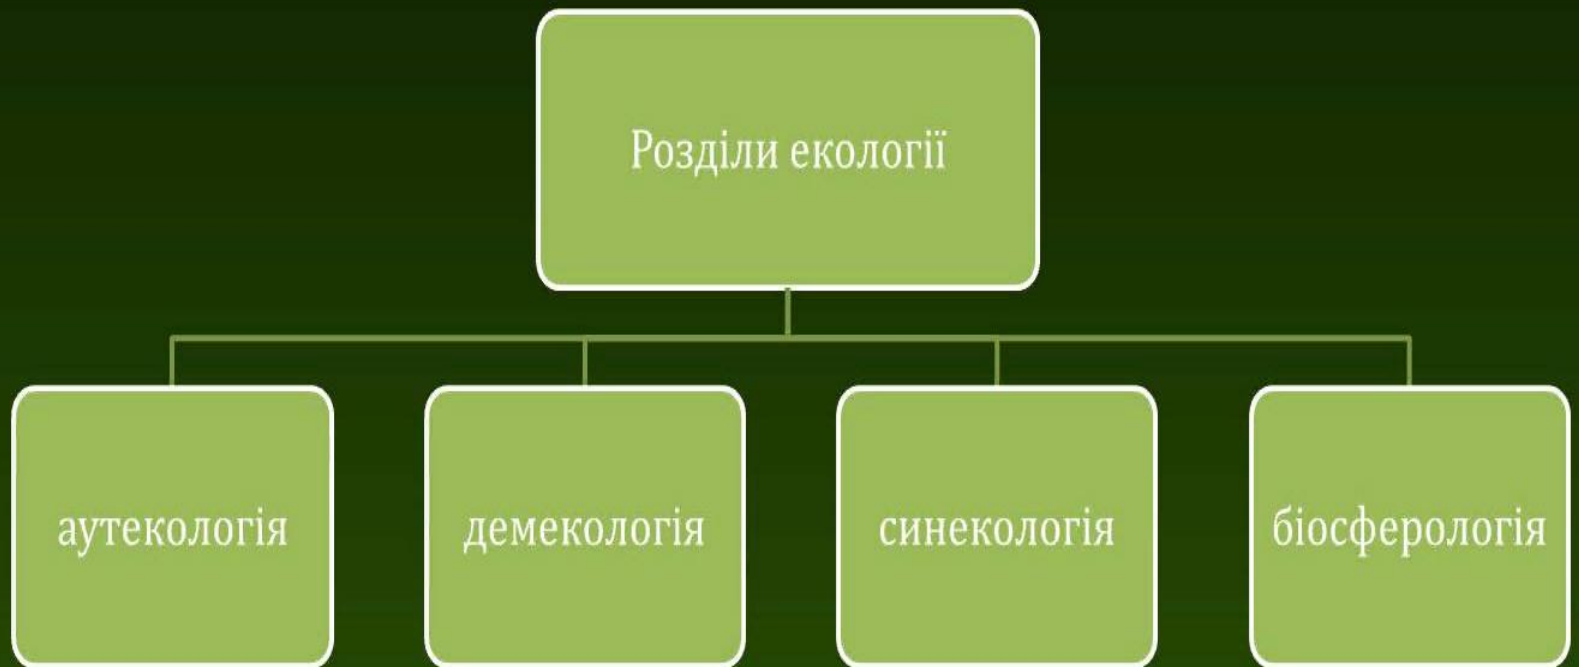 Розділи екології
аутекологія
демекологія
синекологія
біосферологія